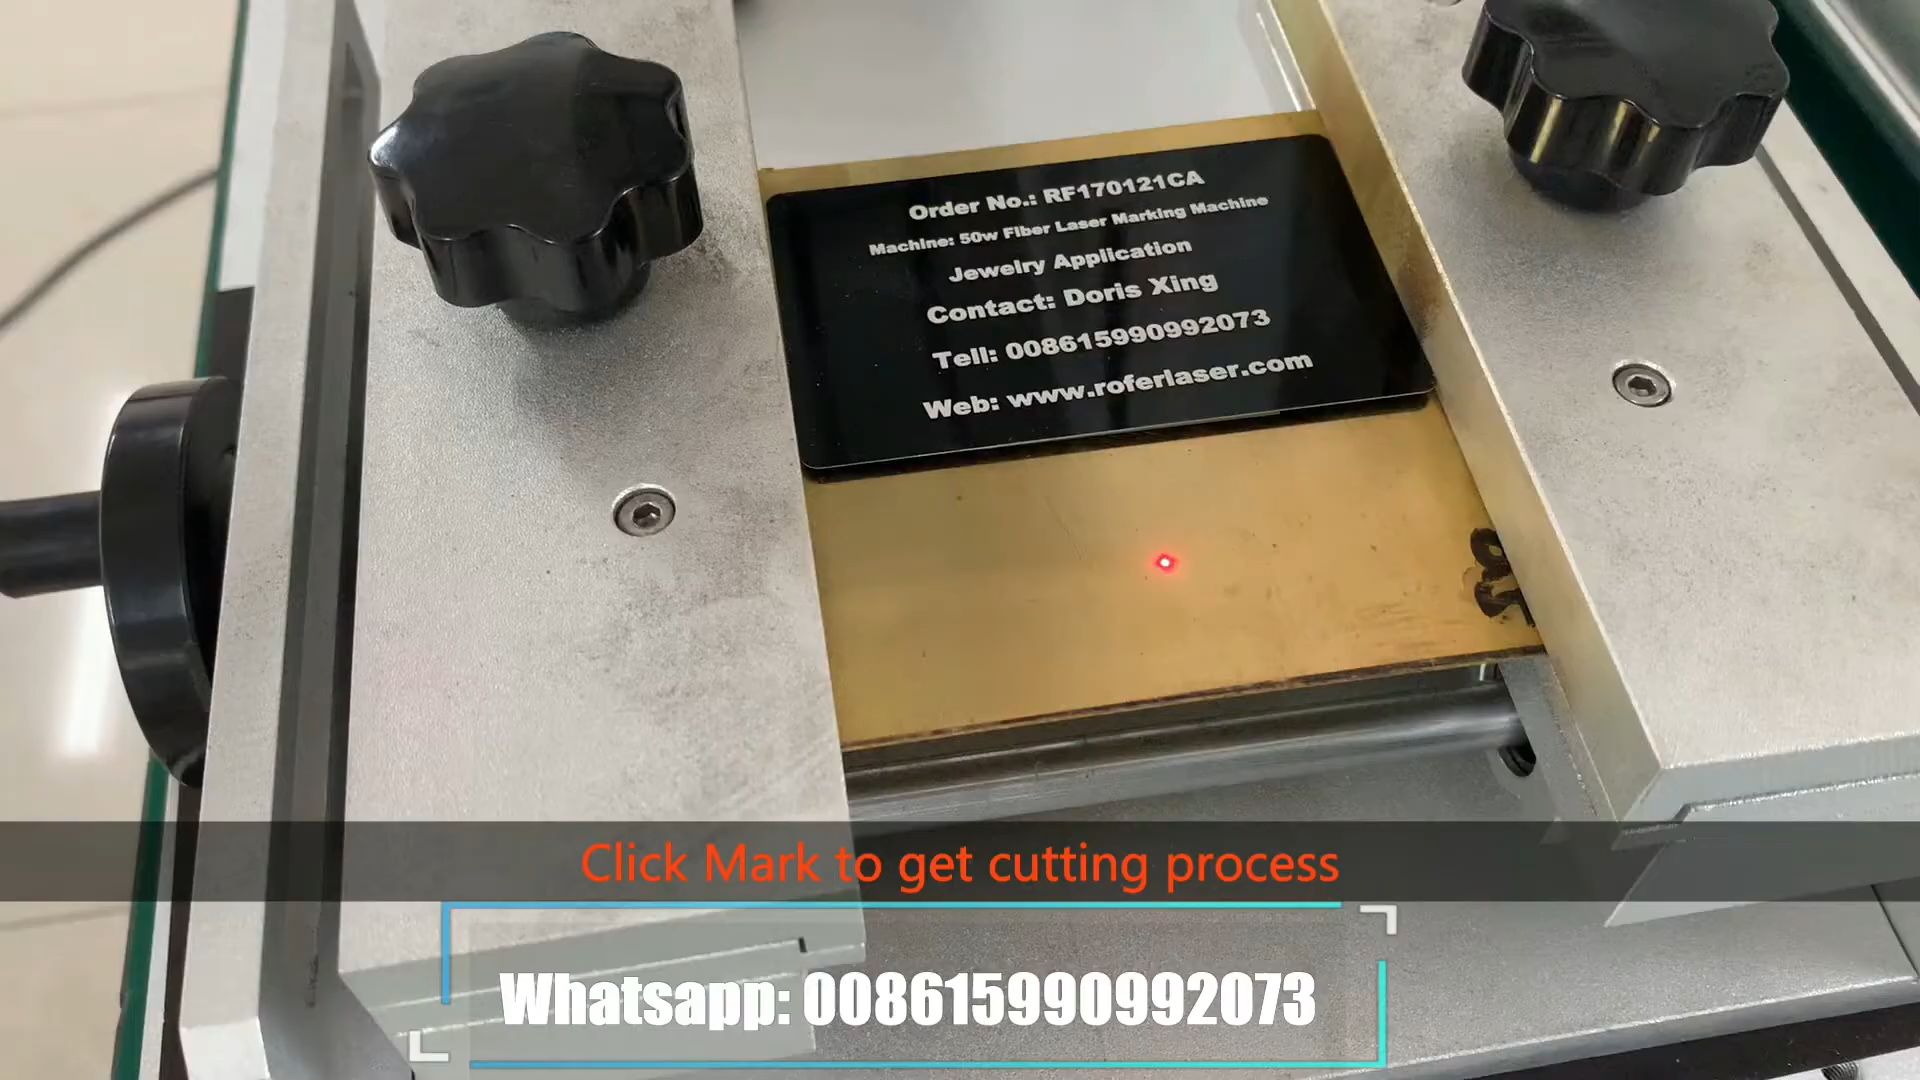 Order No.: RF170121CA
Machine: 50w Fiber Laser Marking Machine
Jewelry Application
Contact: Doris Xing
Tell: 008615990992073
Web: www.roferlaser.com
Click Mark to get cutting process
Whatsapp: 008615990992073